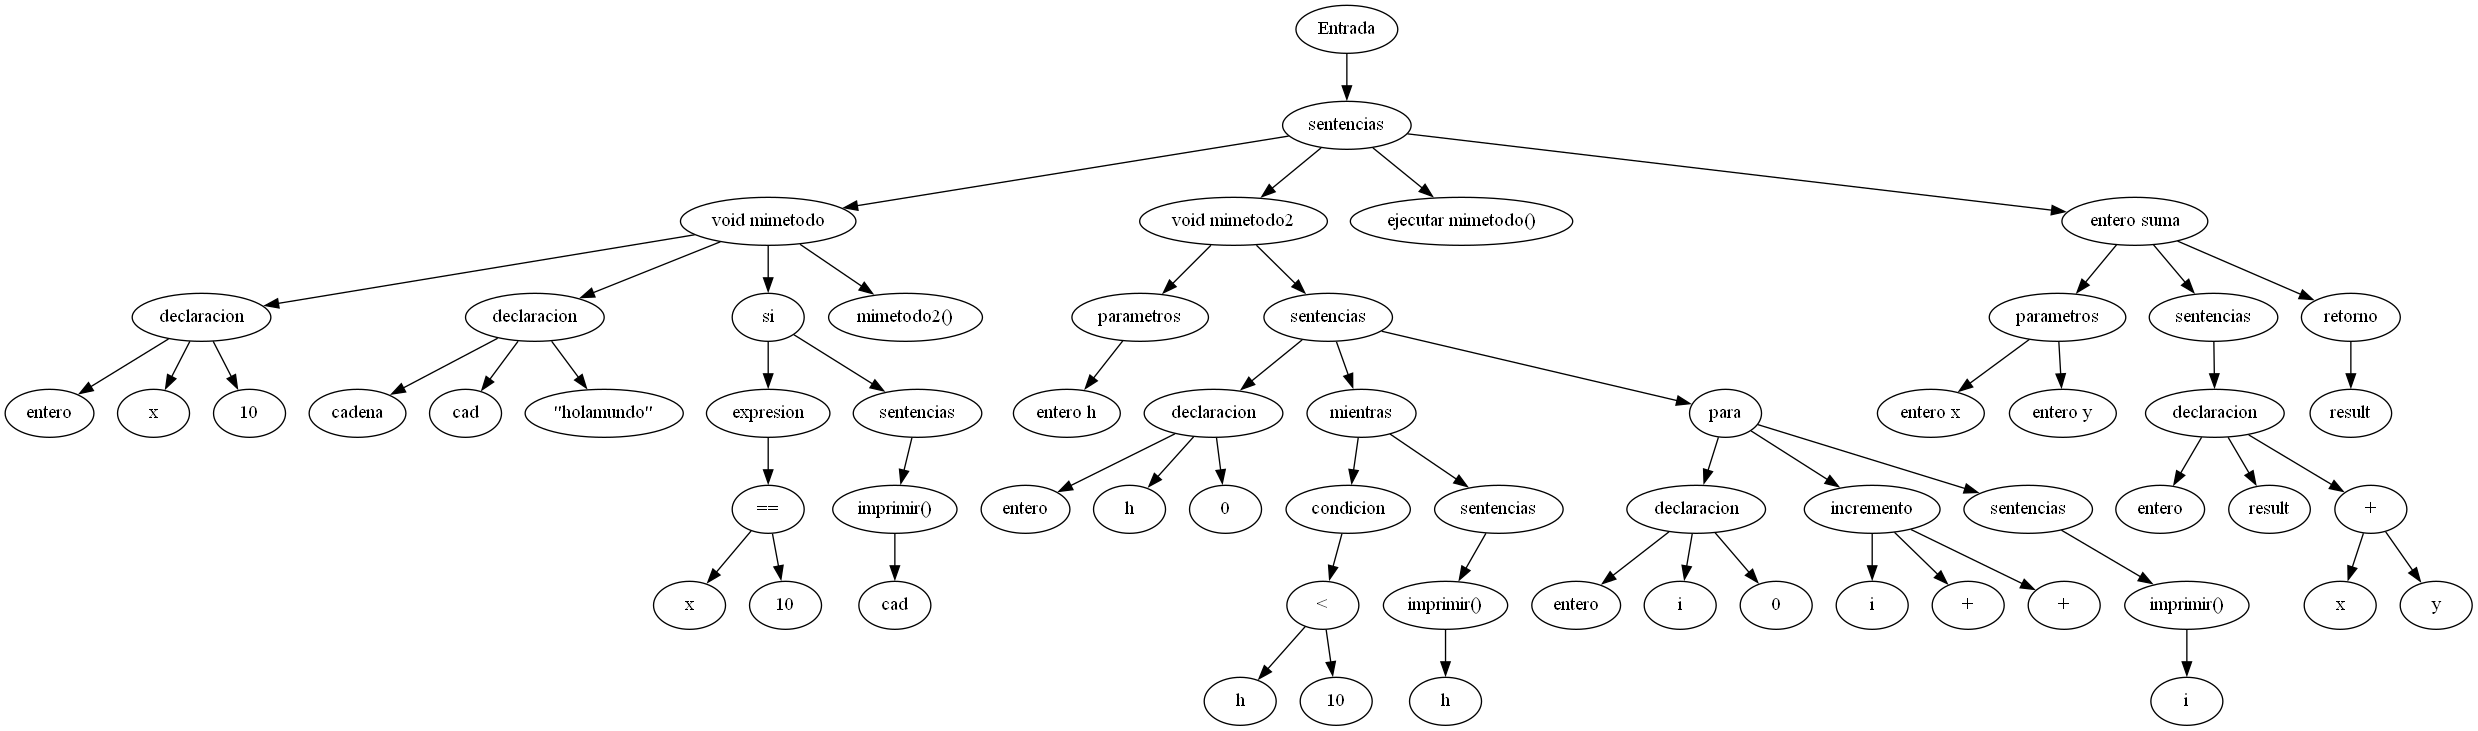 Entrada
sentencias
void mimetodo
void mimetodo2
ejecutar mimetodo()
entero suma
declaracion
declaracion
si
mimetodo2()
parametros
sentencias
parametros
sentencias
retorno
entero
x
10
cadena
cad
"holamundo"
expresion
sentencias
entero h
declaracion
mientras
para
entero x
entero y
declaracion
result
==
imprimir()
entero
h
0
condicion
sentencias
declaracion
incremento
sentencias
entero
result
+
x
10
cad
<
imprimir()
entero
i
0
i
+
+
imprimir()
x
y
h
10
h
i